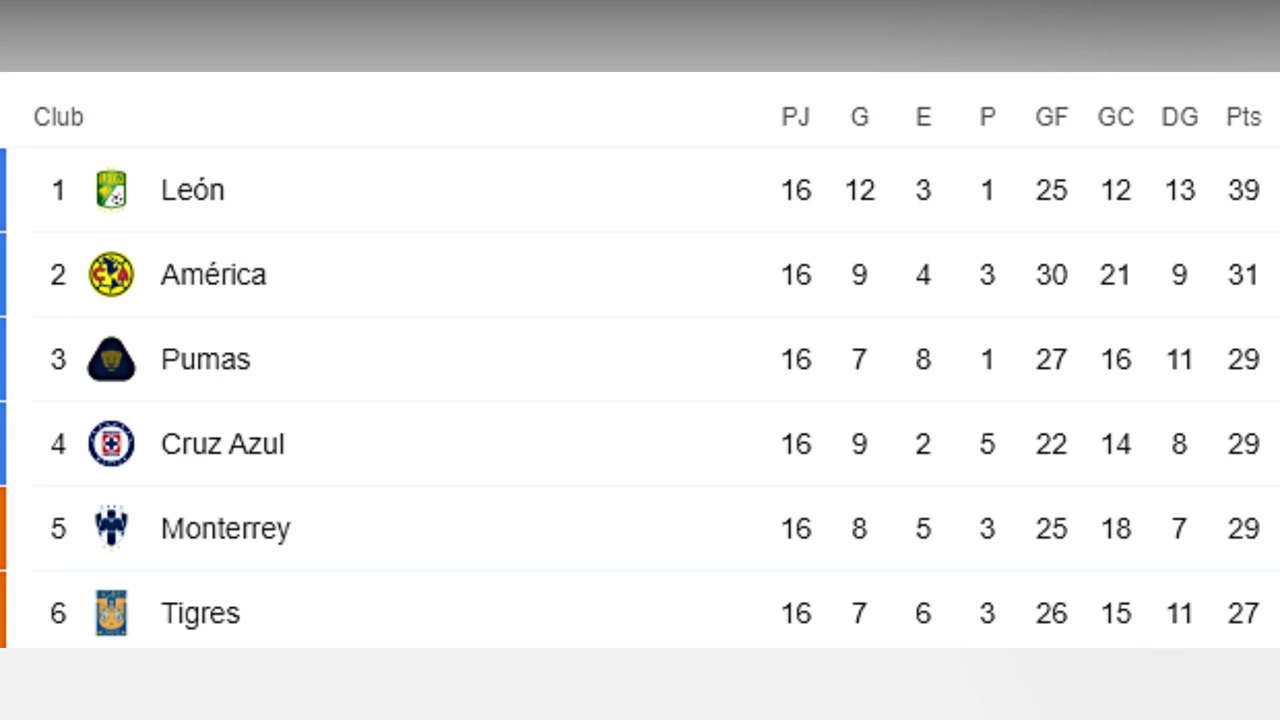 Club PJ G E P GF GC DG Pts
1 León 16 12 3 1 25 12 13 39
2 América 16 9 4 3 30 21 9 31
3 Pumas 16 7 8 1 27 16 11 29
4 Cruz Azul 16 9 2 5 22 14 8 29
5 Monterrey 16 8 5 3 25 18 7 29
6 Tigres 16 7 6 3 26 15 11 27